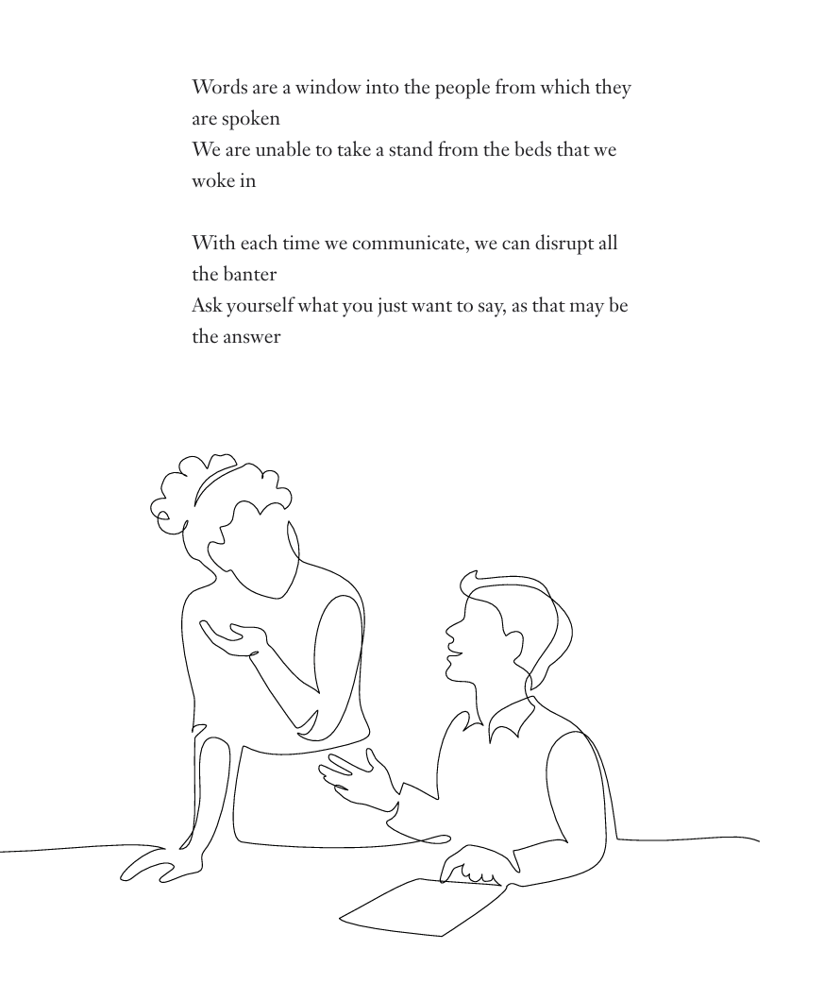 Words are a window into the people from which they
are spoken
We are unable to take a stand from the beds that we
woke in
With each time we communicate, we can disrupt all
the banter
Ask yourself what you just want to say, as that may be
the answer